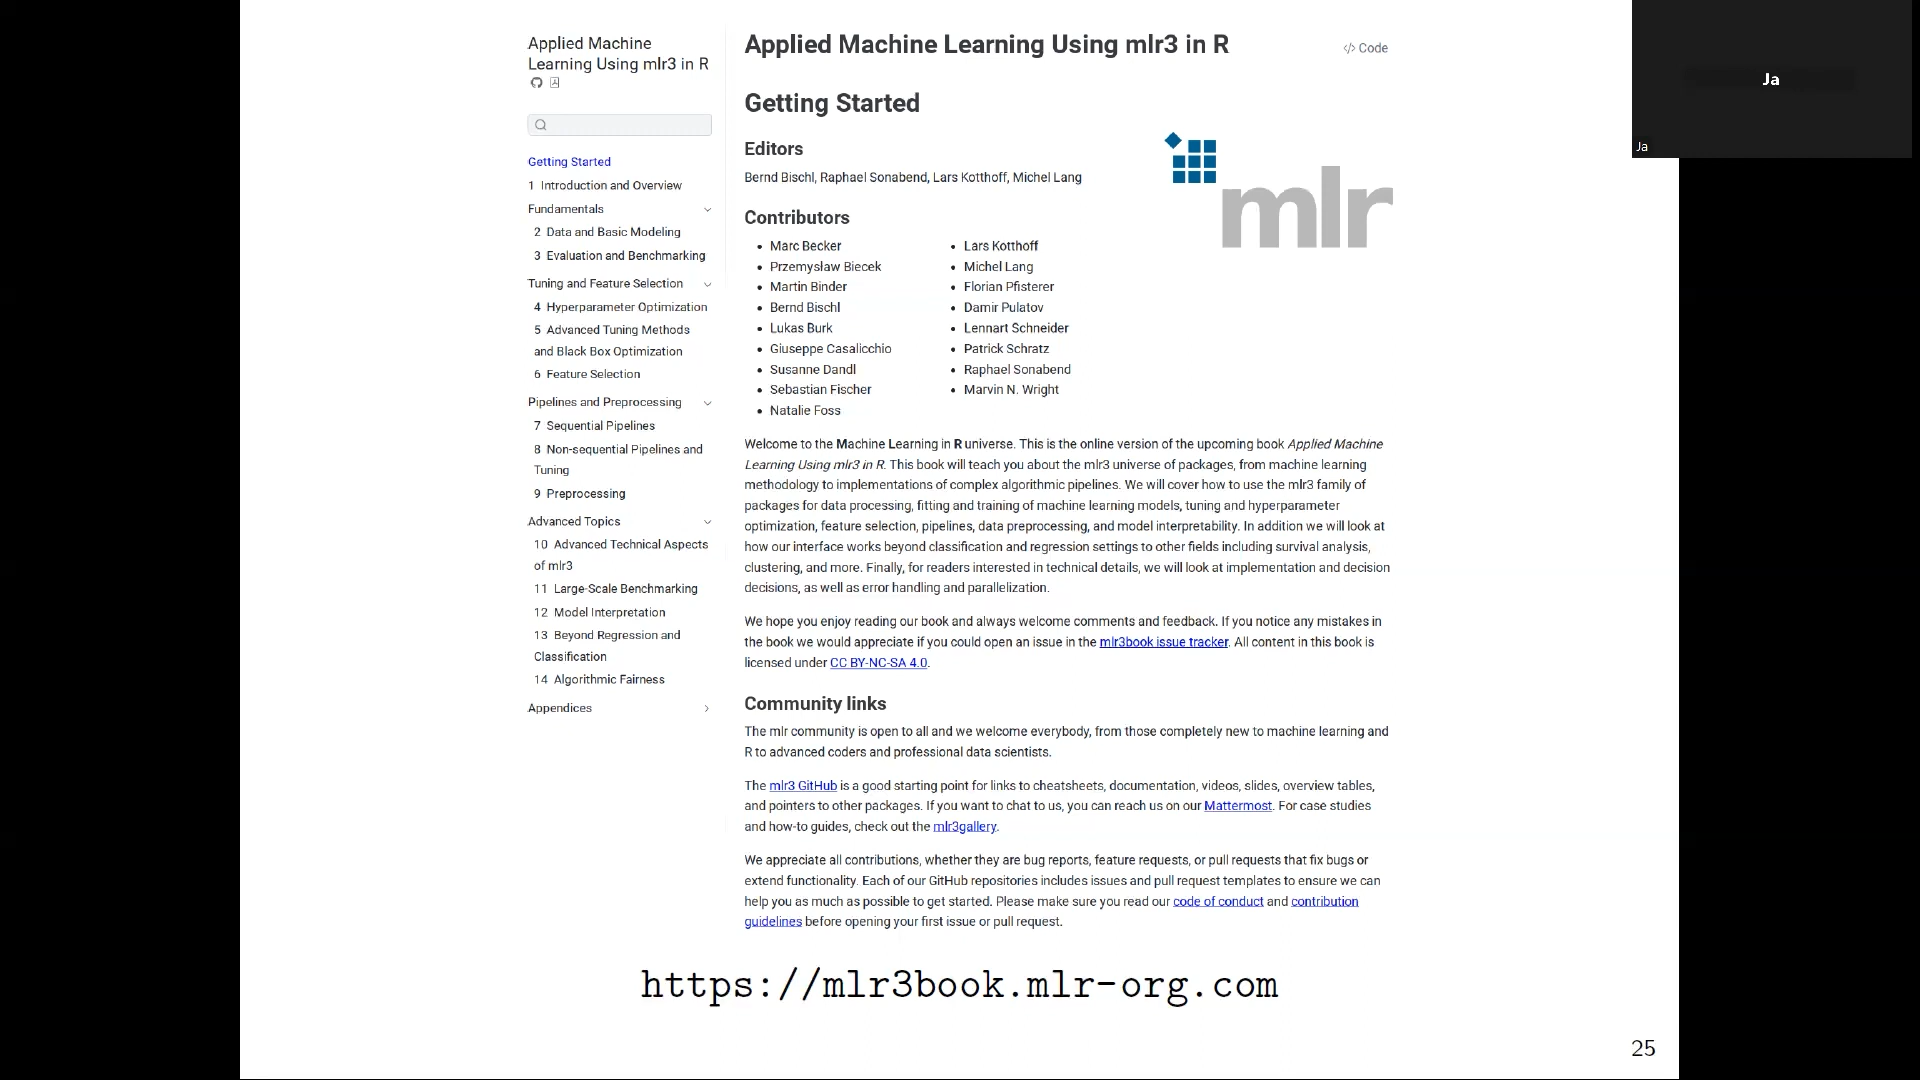 Applied Machine
Learning Using mlr3 in R
Getting Started
1 Introduction and Overview
Fundamentals
2 Data and Basic Modeling
3 Evaluation and Benchmarking
Tuning and Feature Selection
4 Hyperparameter Optimization
5 Advanced Tuning Methods
and Black Box Optimization
6 Feature Selection
Pipelines and Preprocessing
7 Sequential Pipelines
8 Non-sequential Pipelines and
Tuning
9 Preprocessing
Advanced Topics
10 Advanced Technical Aspects
of mlr3
11 Large-Scale Benchmarking
12 Model Interpretation
13 Beyond Regression and
Classification
14 Algorithmic Fairness
Appendices
Applied Machine Learning Using mlr3 in R
</> Code
Getting Started
Editors
Bernd Bischl, Raphael Sonabend, Lars Kotthoff, Michel Lang
mlr
Contributors
• Marc Becker
• Przemysław Biecek
• Martin Binder
• Bernd Bischl
• Lukas Burk
• Giuseppe Casalicchio
• Susanne Dandl
• Sebastian Fischer
• Natalie Foss
• Lars Kotthoff
• Michel Lang
• Florian Pfisterer
• Damir Pulatov
• Lennart Schneider
• Patrick Schratz
• Raphael Sonabend
• Marvin N. Wright
Welcome to the Machine Learning in R universe. This is the online version of the upcoming book Applied Machine
Learning Using mlr3 in R. This book will teach you about the mlr3 universe of packages, from machine learning
methodology to implementations of complex algorithmic pipelines. We will cover how to use the mlr3 family of
packages for data processing, fitting and training of machine learning models, tuning and hyperparameter
optimization, feature selection, pipelines, data preprocessing, and model interpretability. In addition we will look at
how our interface works beyond classification and regression settings to other fields including survival analysis,
clustering, and more. Finally, for readers interested in technical details, we will look at implementation and decision
decisions, as well as error handling and parallelization.
We hope you enjoy reading our book and always welcome comments and feedback. If you notice any mistakes in
the book we would appreciate if you could open an issue in the mlr3book issue tracker. All content in this book is
licensed under CC BY-NC-SA 4.0.
Community links
The mlr community is open to all and we welcome everybody, from those completely new to machine learning and
R to advanced coders and professional data scientists.
The mlr3 GitHub is a good starting point for links to cheatsheets, documentation, videos, slides, overview tables,
and pointers to other packages. If you want to chat to us, you can reach us on our Mattermost. For case studies
and how-to guides, check out the mlr3gallery.
We appreciate all contributions, whether they are bug reports, feature requests, or pull requests that fix bugs or
extend functionality. Each of our GitHub repositories includes issues and pull request templates to ensure we can
help you as much as possible to get started. Please make sure you read our code of conduct and contribution
guidelines before opening your first issue or pull request.
https://mlr3book.mlr-org.com
25
Ja
Ja